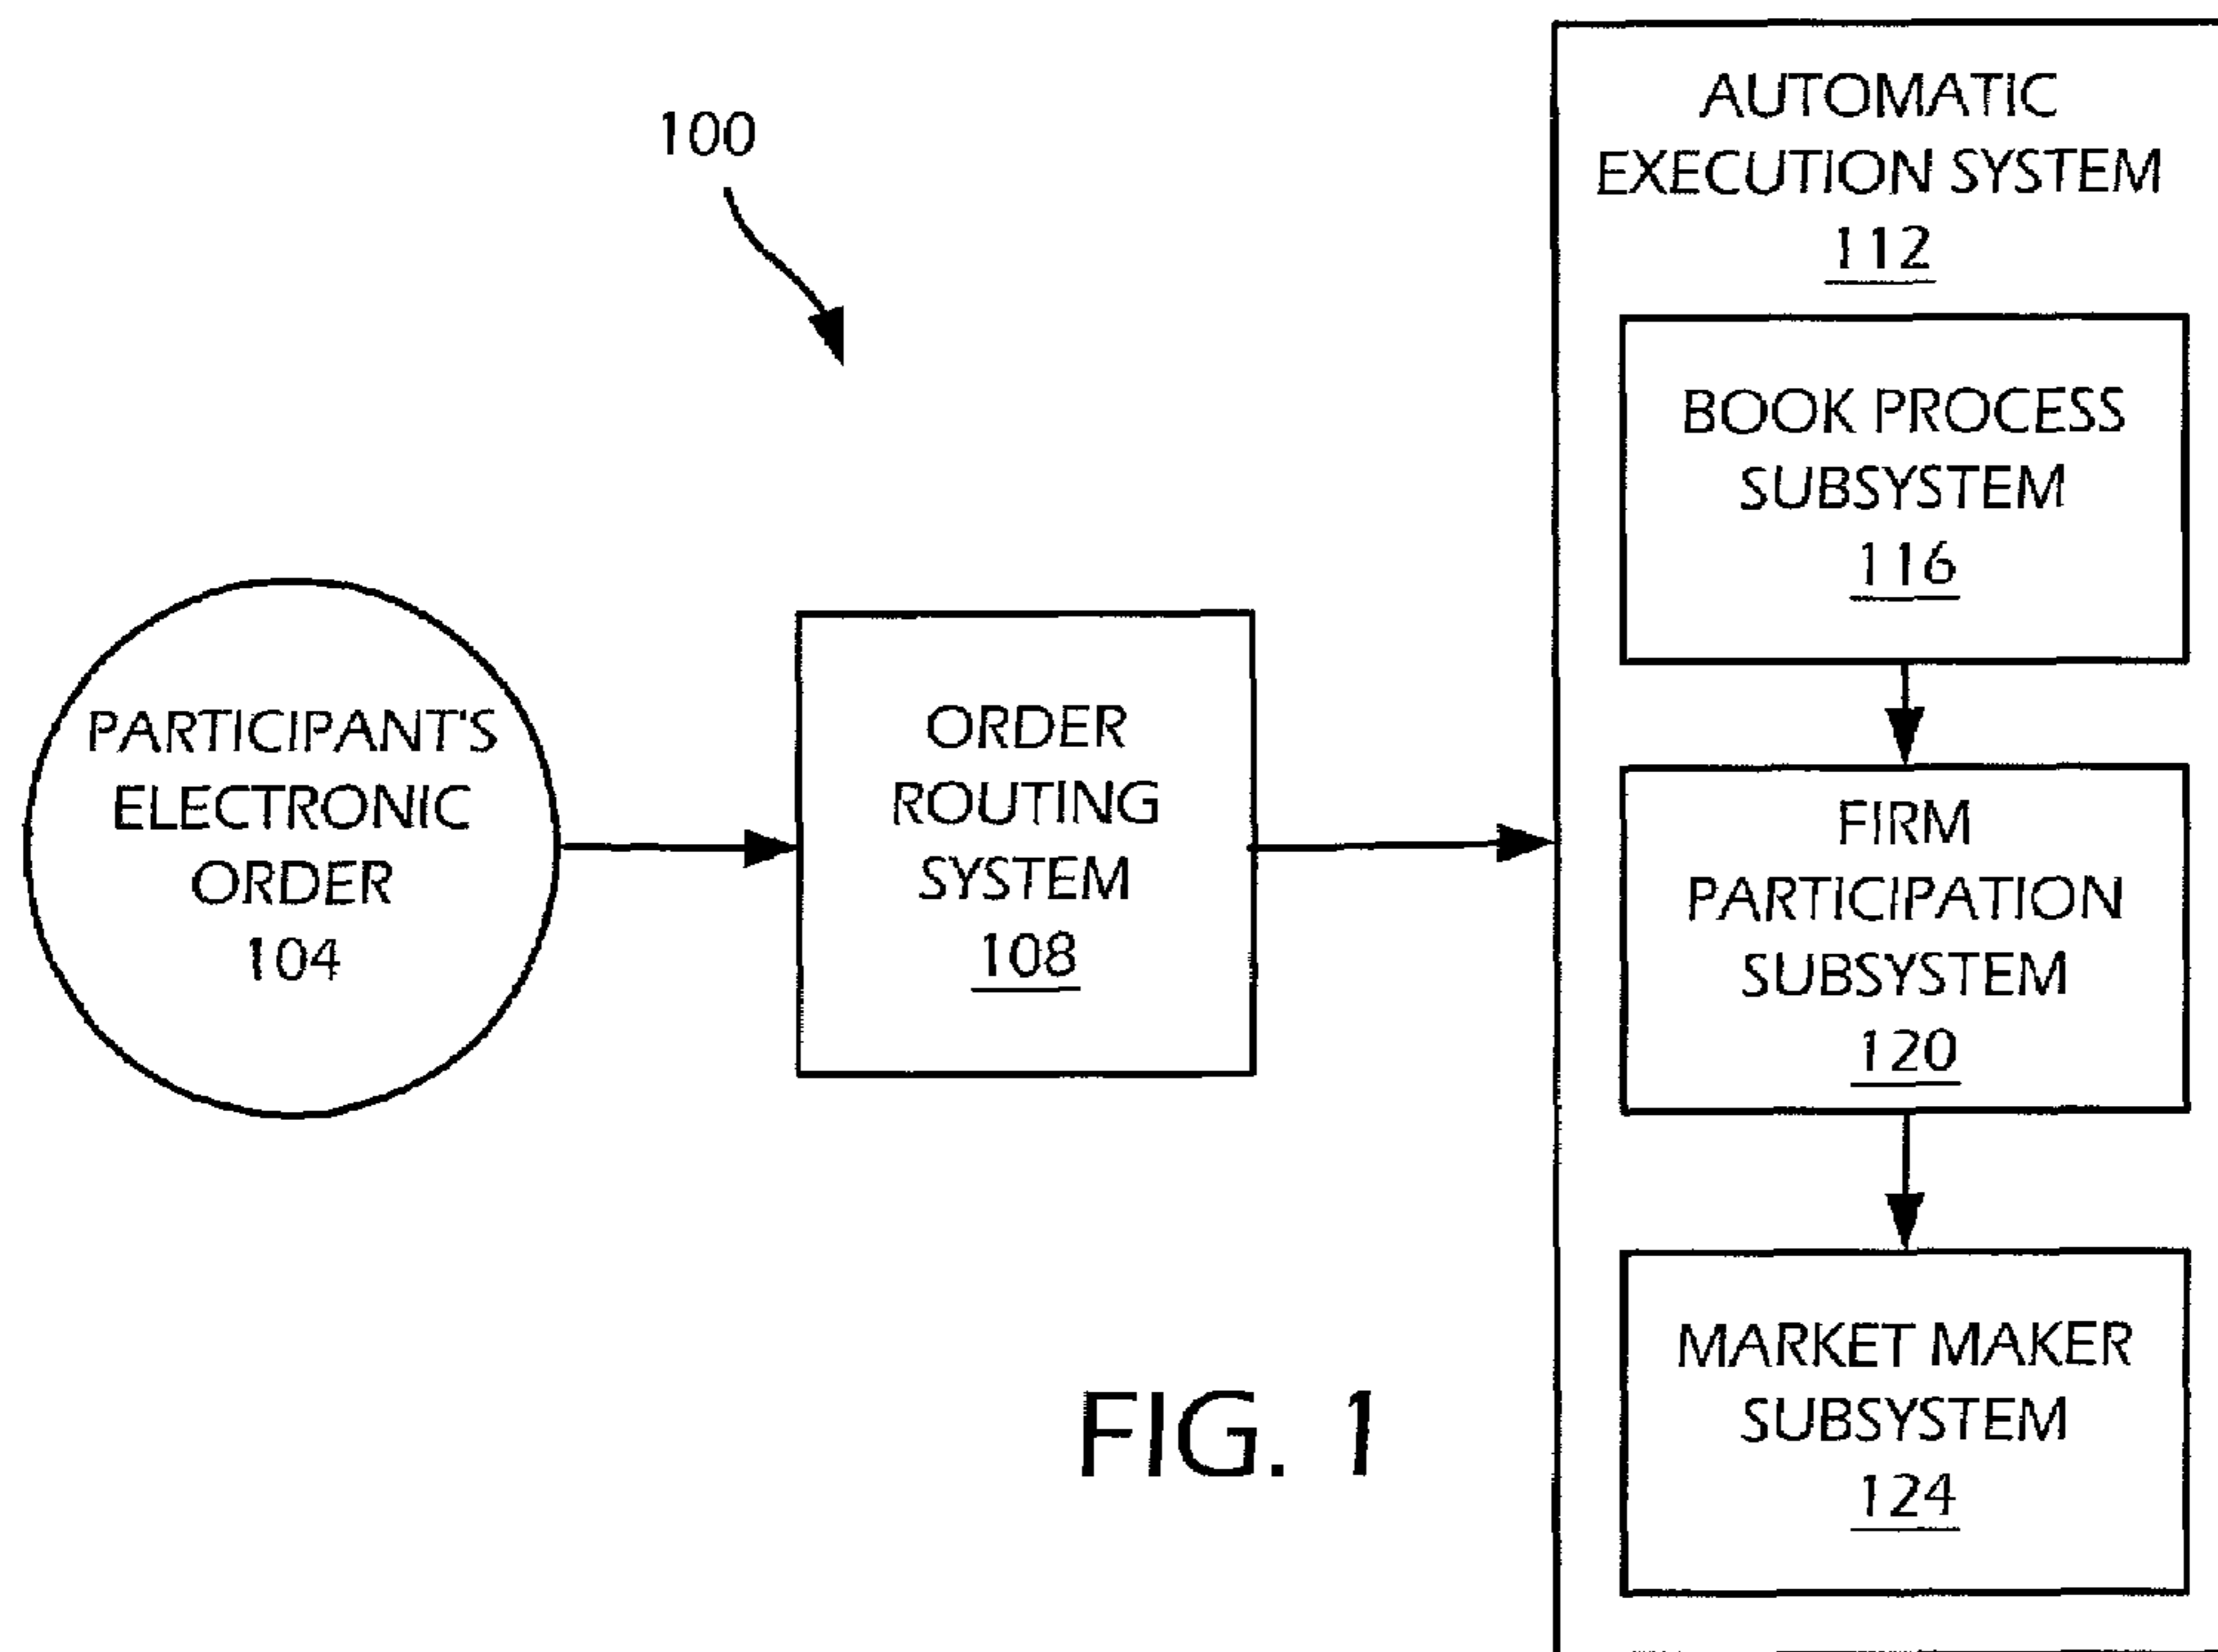 100
PARTICIPANT'S
ELECTRONIC
ORDER
104
ORDER
ROUTING
SYSTEM
108
AUTOMATIC
EXECUTION SYSTEM
112
BOOK PROCESS
SUBSYSTEM
116
FIRM
PARTICIPATION
SUBSYSTEM
120
MARKET MAKER
SUBSYSTEM
124
FIG. 1